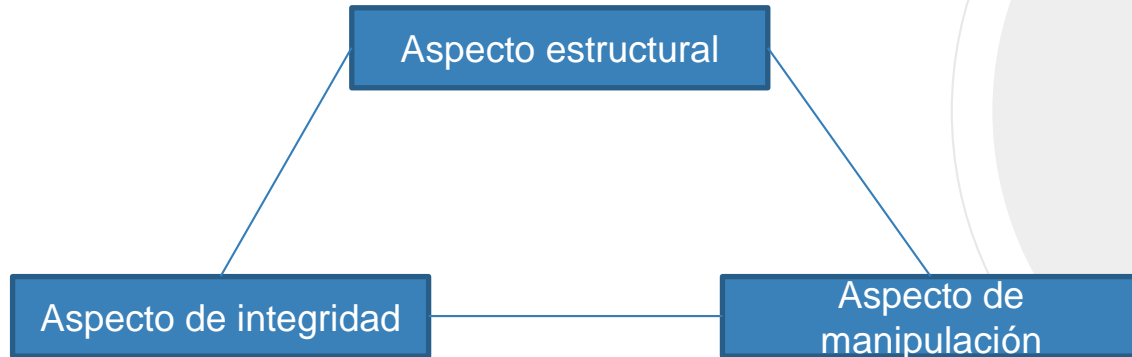 Aspecto estructural
Aspecto de integridad
Aspecto de
manipulación